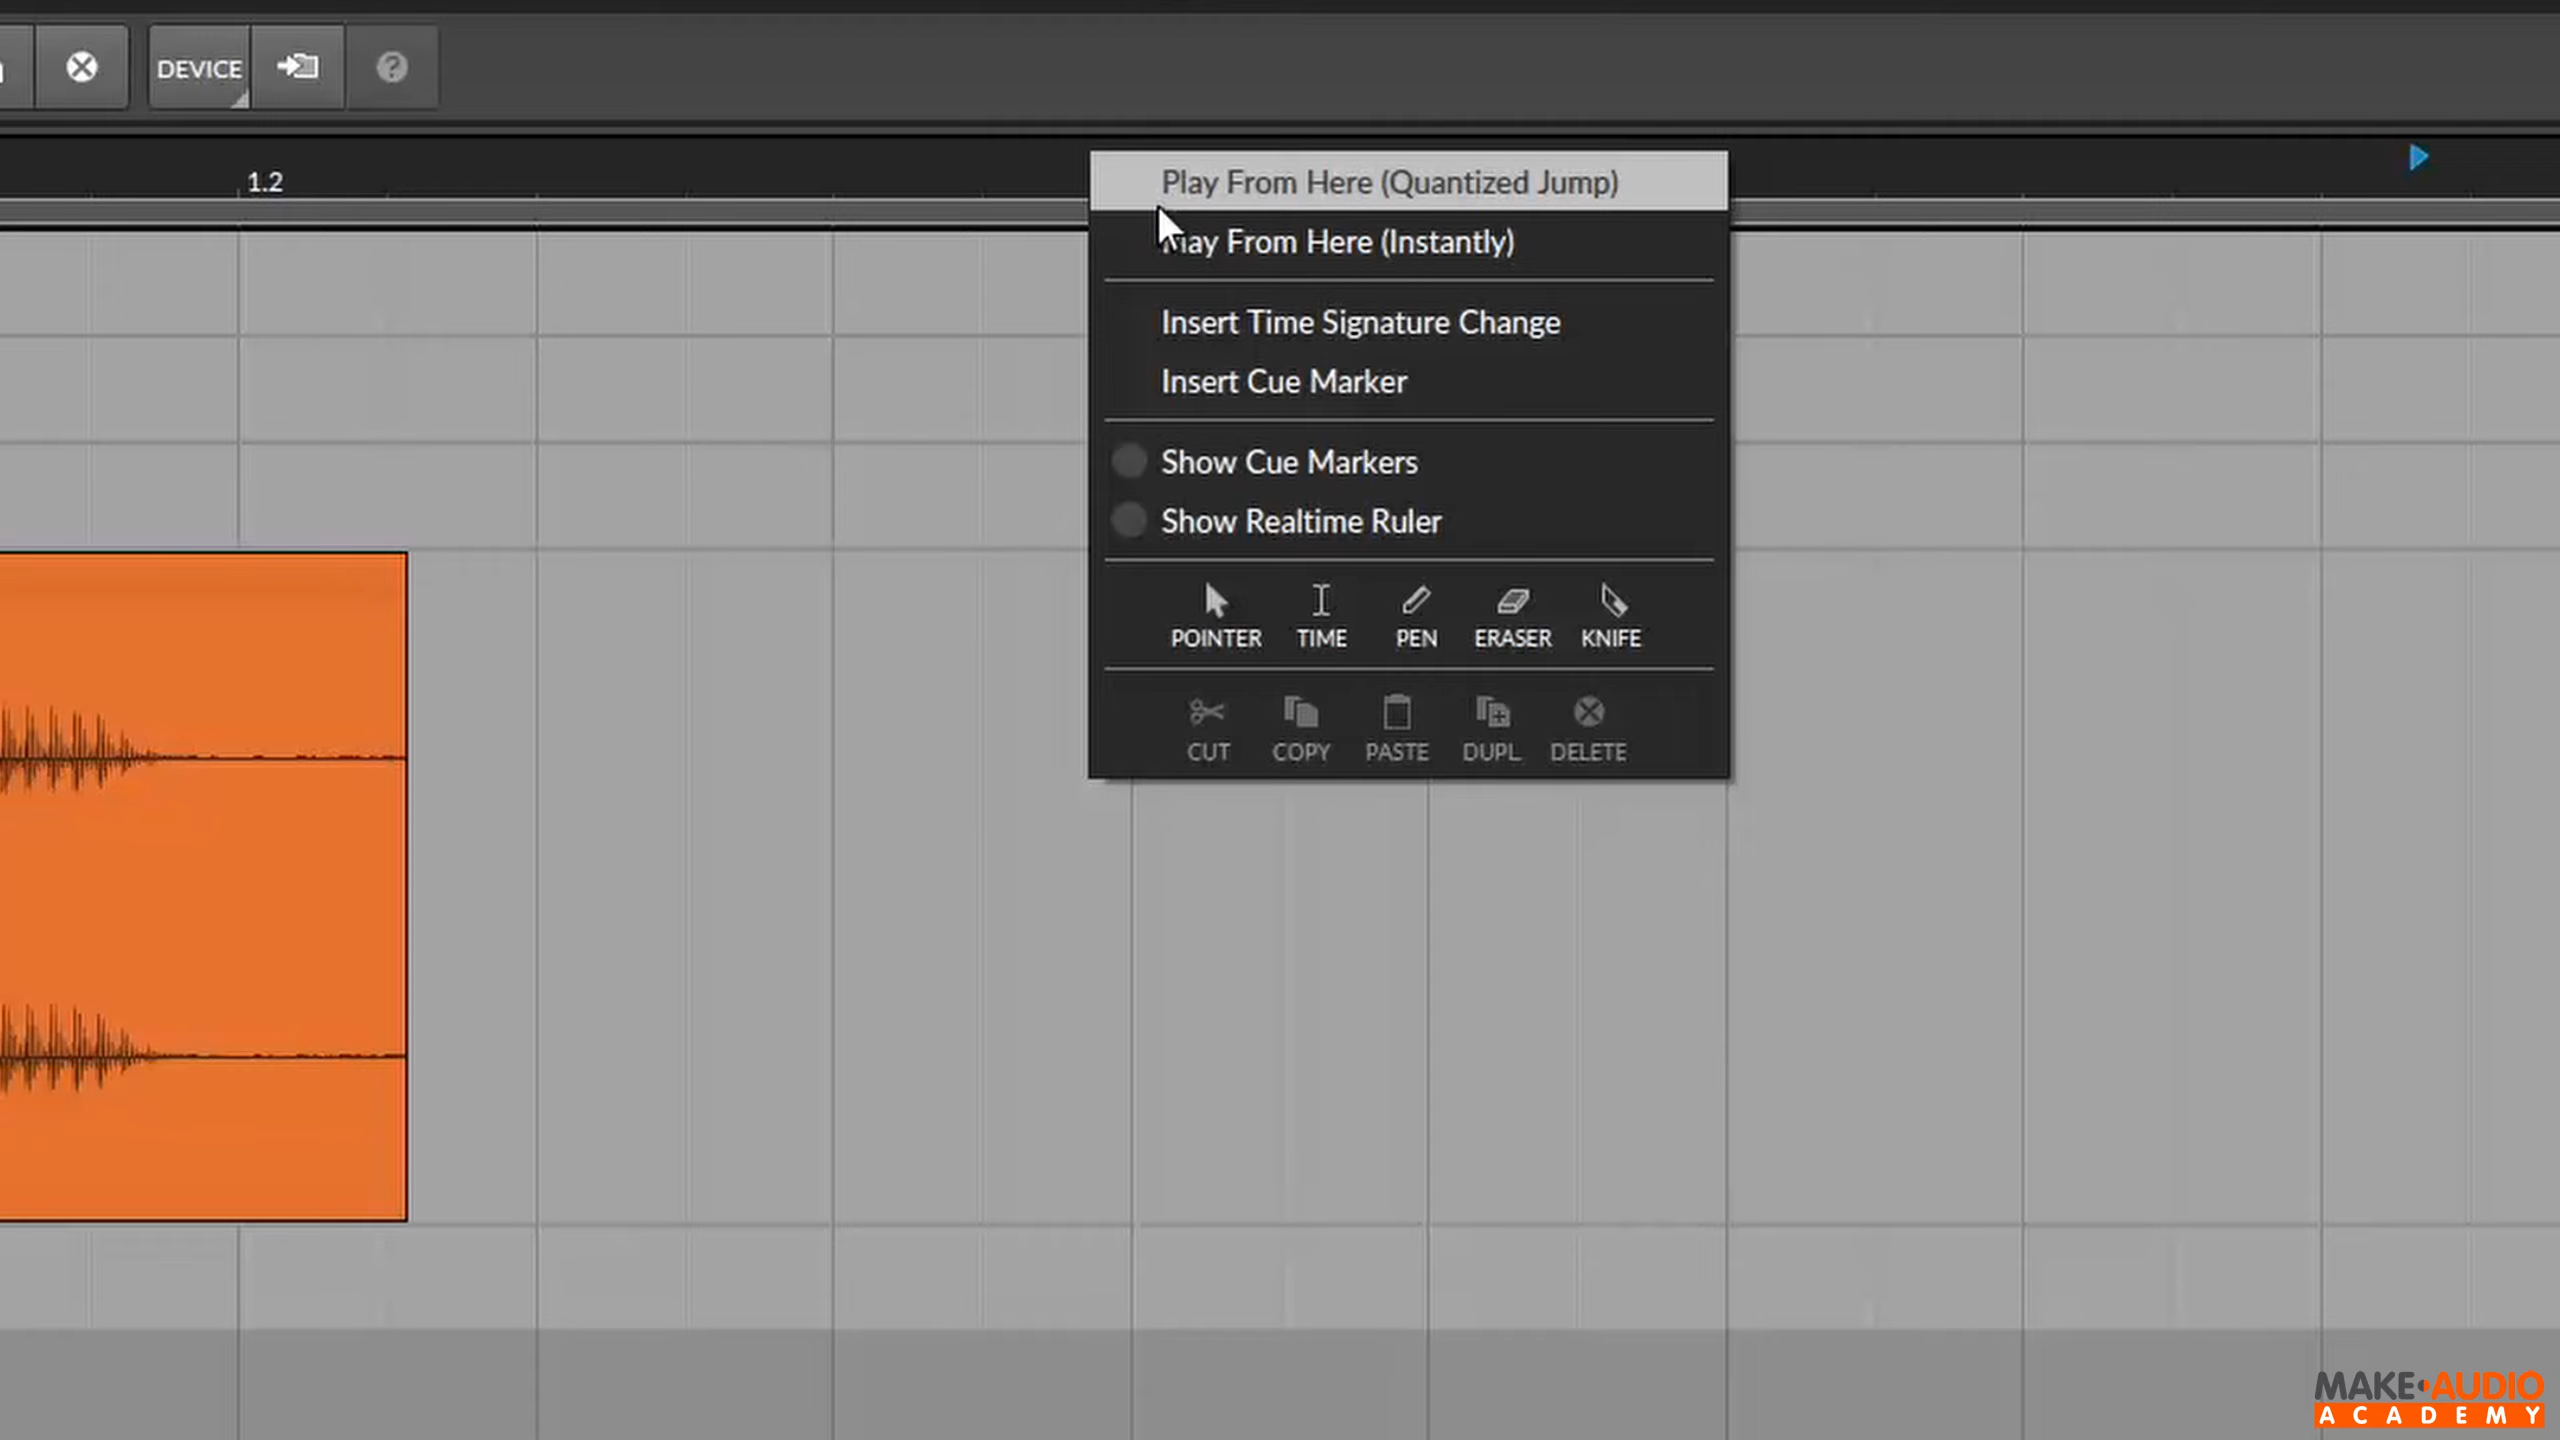 DEVICE
1.2
Play From Here (Quantized Jump)
Play From Here (Instantly)
Insert Time Signature Change
Insert Cue Marker
Show Cue Markers
Show Realtime Ruler
POINTER TIME PEN ERASER KNIFE
CUT COPY PASTE DUPL. DELETE
MAKE AUDIO
ACADEMY